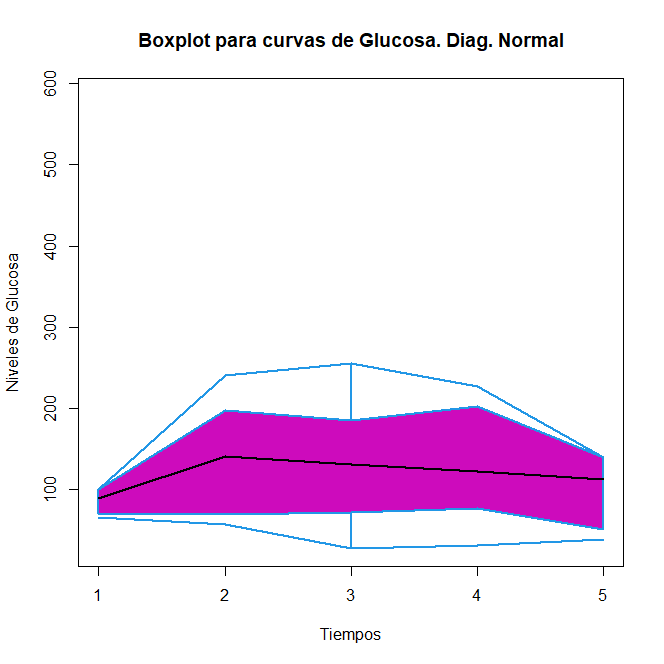 Boxplot para curvas de Glucosa. Diag. Normal
Niveles de Glucosa
600
500
400
300
200
100
1 2 3 4 5
Tiempos